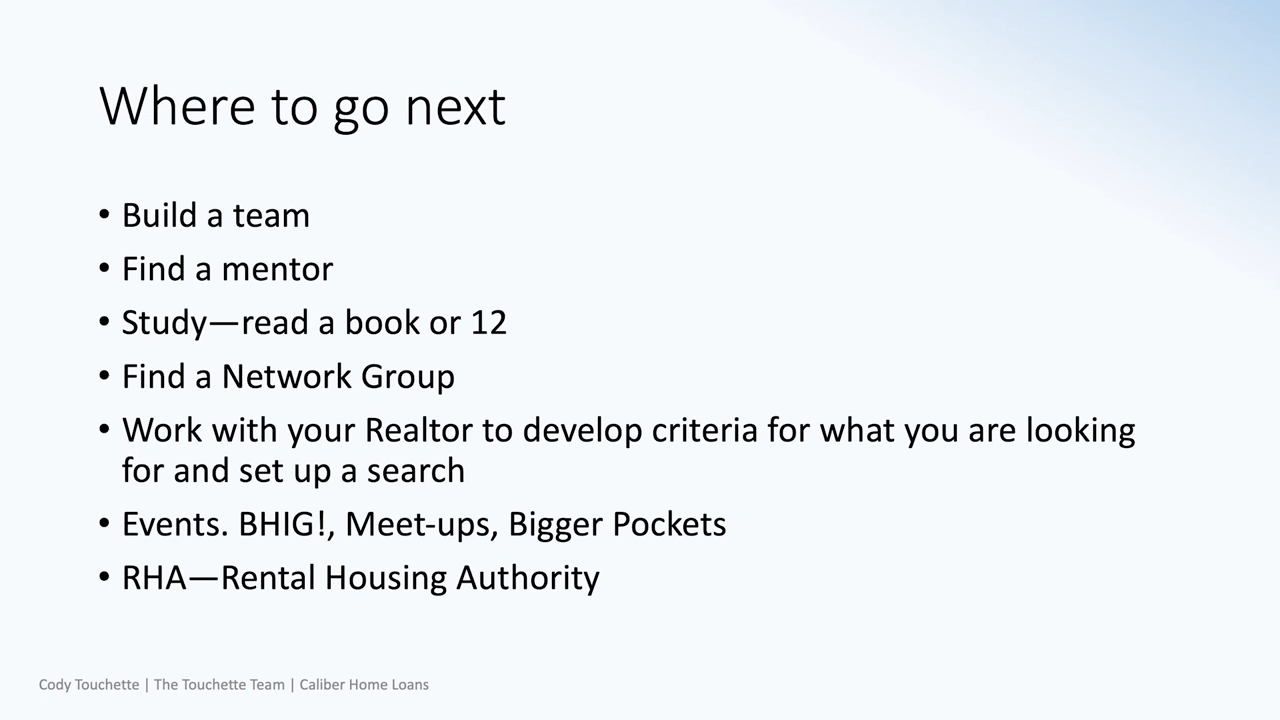 Where to go next
• Build a team
• Find a mentor
• Study—read a book or 12
• Find a Network Group
• Work with your Realtor to develop criteria for what you are looking
for and set up a search
• Events. BHIG!, Meet-ups, Bigger Pockets
• RHA—Rental Housing Authority
Cody Touchette | The Touchette Team | Caliber Home Loans